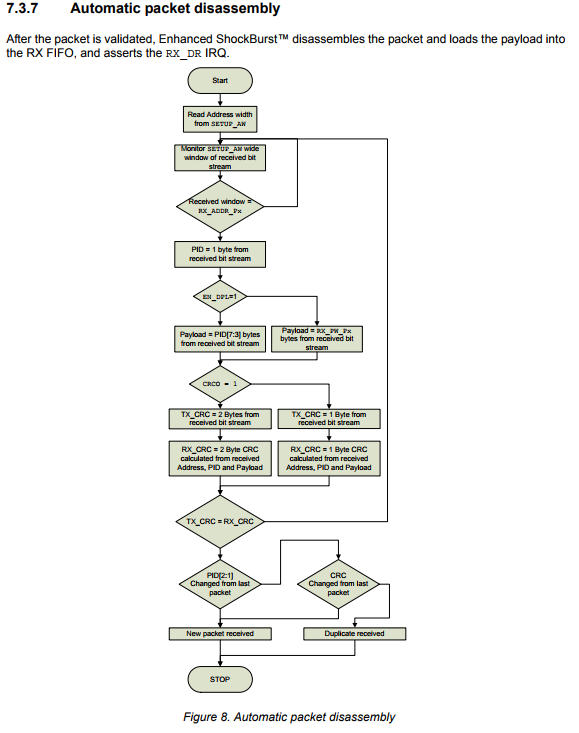 7.3.7 Automatic packet disassembly
After the packet is validated, Enhanced ShockBurst™ disassembles the packet and loads the payload into
the RX FIFO, and asserts the RX_DR IRQ.
Start
Read Address width
from SETUP_AW
Monitor SETUP_AW wide
window of received bit
stream
Received window =
RX_ADDR_Px
PID = 1 byte from
received bit stream
EN_DPL=1
Payload = PID[7:3] bytes
from received bit stream
Payload = RX_PW_Px
bytes from received bit
stream
CRCO = 1
TX_CRC = 2 Bytes from
received bit stream
TX_CRC = 1 Byte from
received bit stream
RX_CRC = 2 Byte CRC
calculated from received
Address, PID and Payload
RX_CRC = 1 Byte CRC
calculated from received
Address, PID and Payload
TX_CRC = RX_CRC
PID[2:1]
Changed from last
packet
CRC
Changed from last
packet
New packet received
Duplicate received
STOP
Figure 8. Automatic packet disassembly